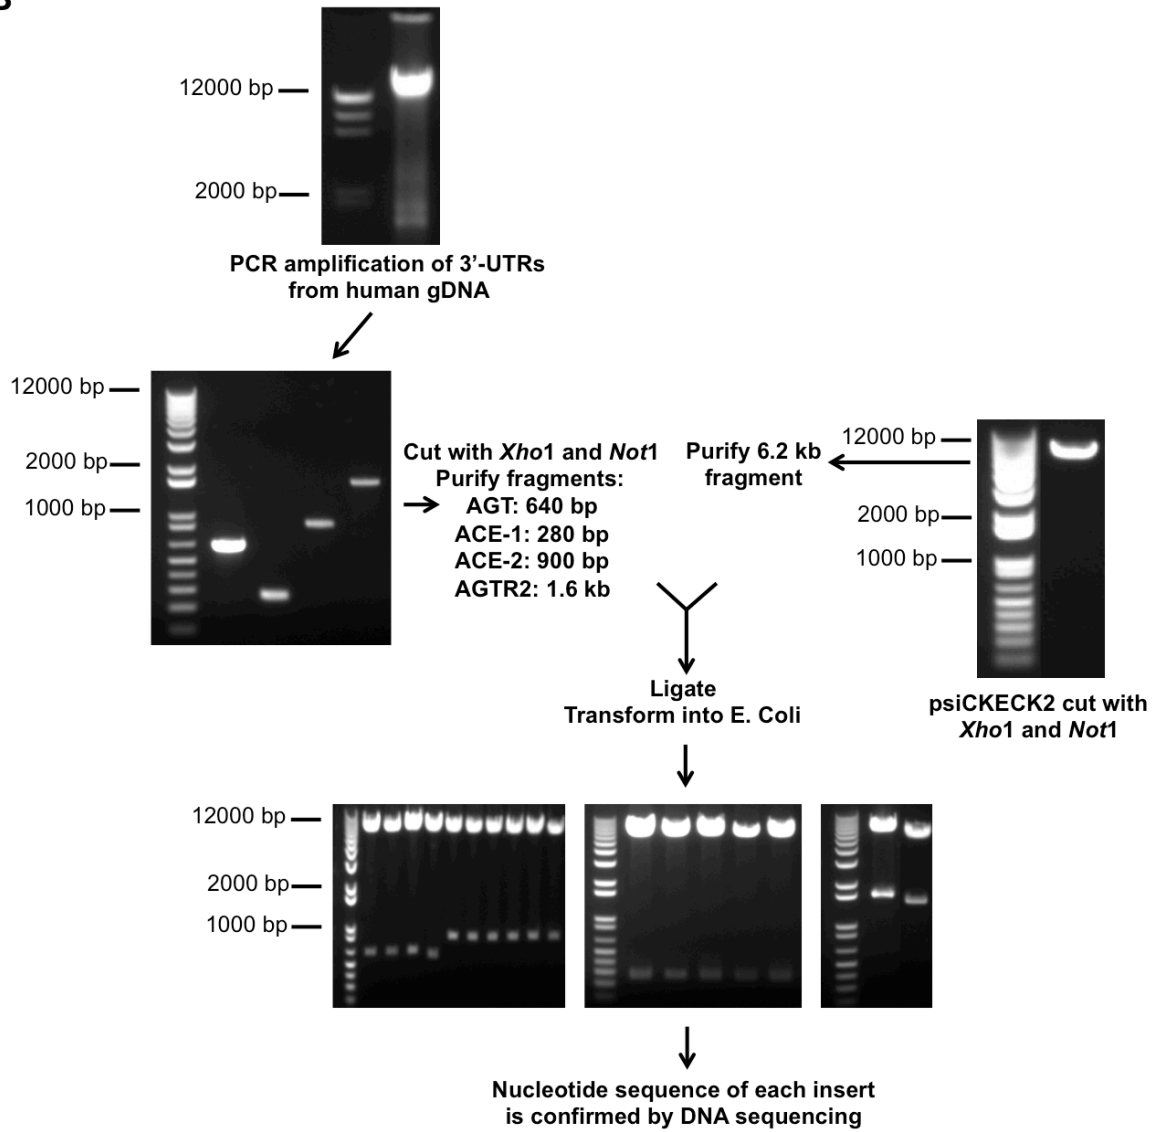 12000 bp
2000 bp
PCR amplification of 3’-UTRs
from human gDNA
12000 bp
2000 bp
1000 bp
Cut with Xho1 and Not1
Purify fragments:
AGT: 640 bp
ACE-1: 280 bp
ACE-2: 900 bp
AGTR2: 1.6 kb
Purify 6.2 kb
fragment
12000 bp
2000 bp
1000 bp
psiCKECK2 cut with
Xho1 and Not1
Ligate
Transform into E. Coli
12000 bp
2000 bp
1000 bp
Nucleotide sequence of each insert
is confirmed by DNA sequencing